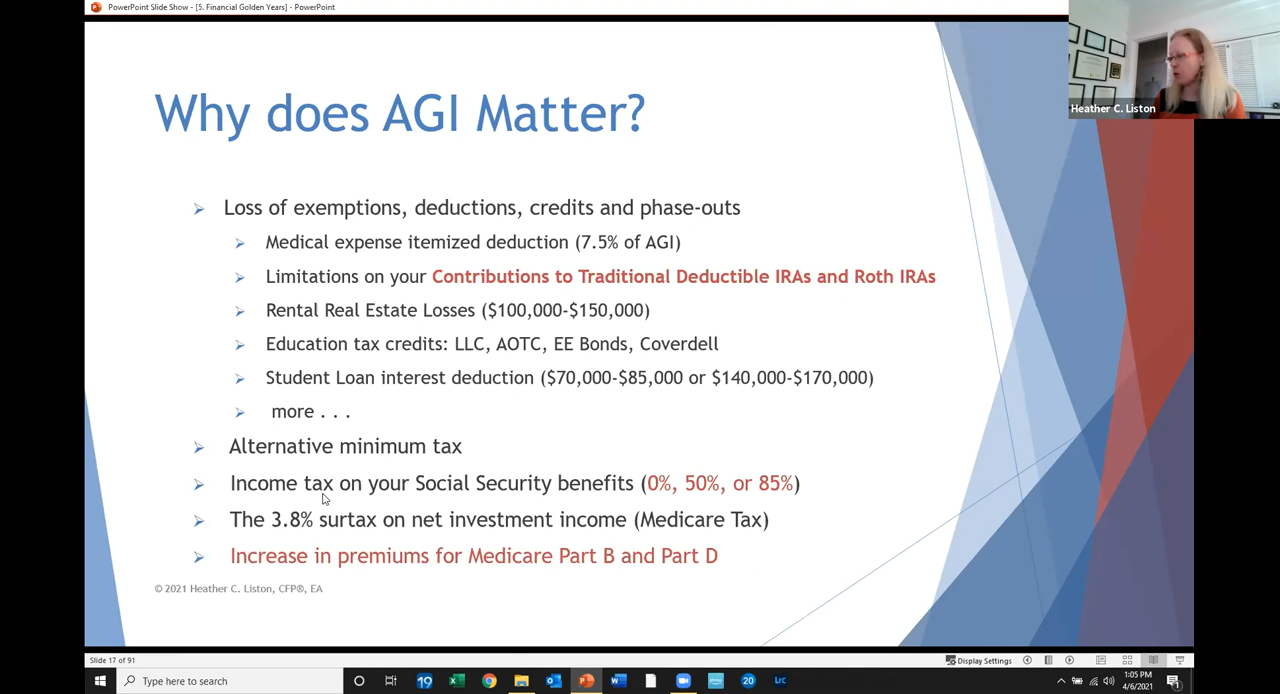 PowerPoint Slide Show - [5. Financial Golden Years] - PowerPoint
Heather C. Liston
Why does AGI Matter?
Loss of exemptions, deductions, credits and phase-outs
Medical expense itemized deduction (7.5% of AGI)
Limitations on your Contributions to Traditional Deductible IRAs and Roth IRAs
Rental Real Estate Losses ($100,000-$150,000)
Education tax credits: LLC, AOTC, EE Bonds, Coverdell
Student Loan interest deduction ($70,000-$85,000 or $140,000-$170,000)
more . . .
Alternative minimum tax
Income tax on your Social Security benefits (0%, 50%, or 85%)
The 3.8% surtax on net investment income (Medicare Tax)
Increase in premiums for Medicare Part B and Part D
© 2021 Heather C. Liston, CFP®, EA
Slide 17 of 91
Display Settings
Type here to search
19
20
Lrc
1:05 PM
4/6/2021
1